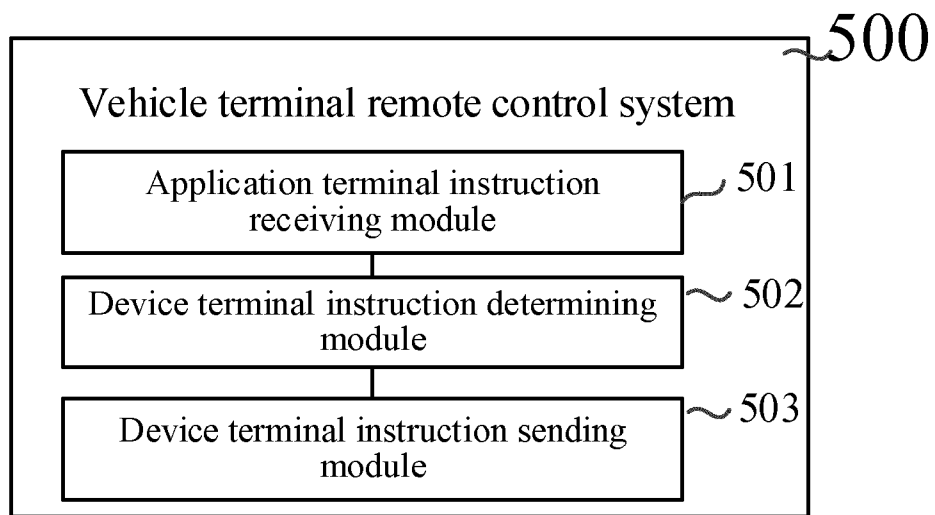 500
Vehicle terminal remote control system
Application terminal instruction
receiving module
501
Device terminal instruction determining
module
502
Device terminal instruction sending
module
503